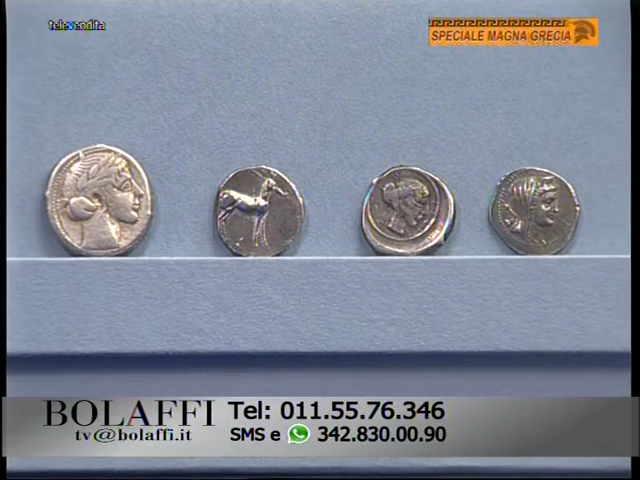 televendita
SPECIALE MAGNA GRECIA
BOLAFFI
tv@bolaffi.it
Tel: 011.55.76.346
SMS e 342.830.00.90